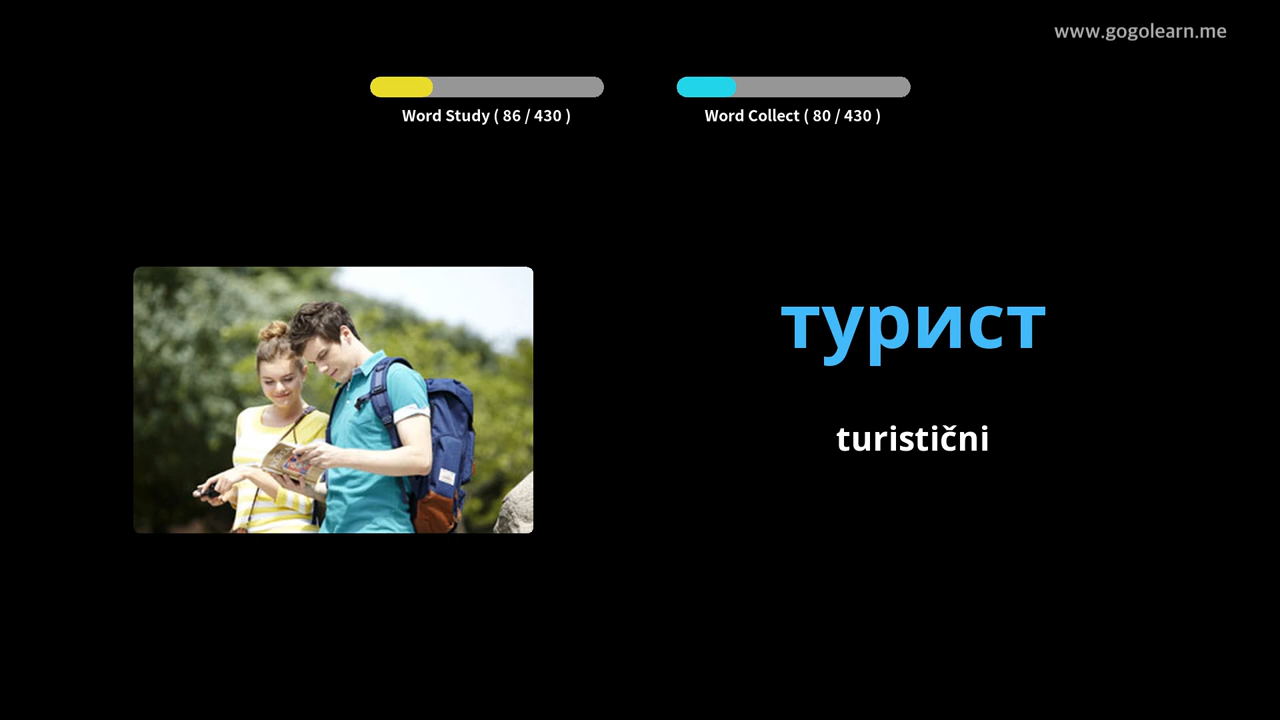 www.gogolearn.me
Word Study ( 86 / 430 )
Word Collect ( 80 / 430 )
турист
turistični